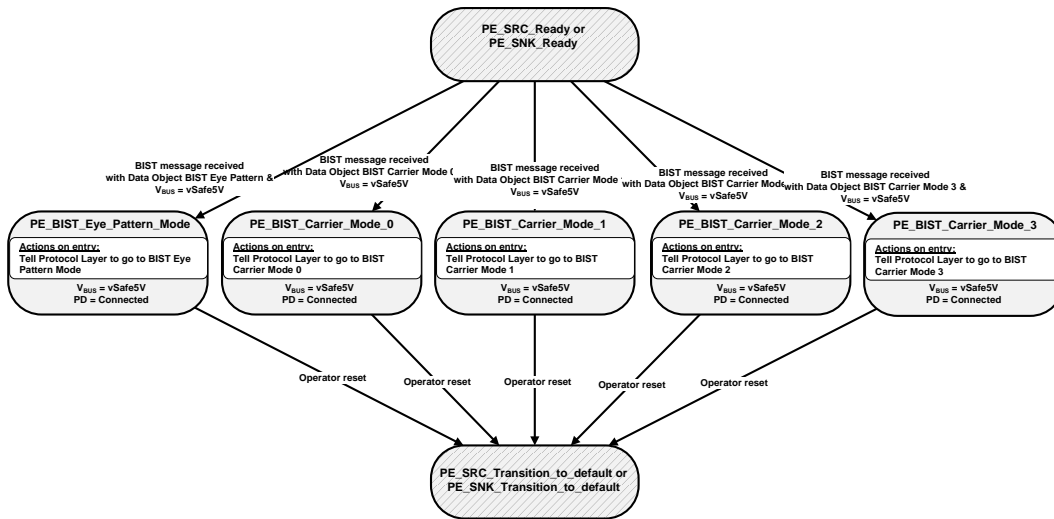 PE_SRC_Ready or
PE_SNK_Ready
BIST message received
with Data Object BIST Eye Pattern &
VBUS = vSafe5V
BIST message received
with Data Object BIST Carrier Mode
VBUS = vSafe5V
BIST message received
with Data Object BIST Carrier Mode
VBUS = vSafe5V
BIST message received
with Data Object BIST Carrier Mode
VBUS = vSafe5V
BIST message received
with Data Object BIST Carrier Mode 3 &
VBUS = vSafe5V
PE_BIST_Eye_Pattern_Mode
Actions on entry:
Tell Protocol Layer to go to BIST Eye
Pattern Mode
VBUS = vSafe5V
PD = Connected
PE_BIST_Carrier_Mode_0
Actions on entry:
Tell Protocol Layer to go to BIST
Carrier Mode 0
VBUS = vSafe5V
PD = Connected
PE_BIST_Carrier_Mode_1
Actions on entry:
Tell Protocol Layer to go to BIST
Carrier Mode 1
VBUS = vSafe5V
PD = Connected
PE_BIST_Carrier_Mode_2
Actions on entry:
Tell Protocol Layer to go to BIST
Carrier Mode 2
VBUS = vSafe5V
PD = Connected
PE_BIST_Carrier_Mode_3
Actions on entry:
Tell Protocol Layer to go to BIST
Carrier Mode 3
VBUS = vSafe5V
PD = Connected
Operator reset
Operator reset
Operator reset
Operator reset
Operator reset
PE_SRC_Transition_to_default or
PE_SNK_Transition_to_default